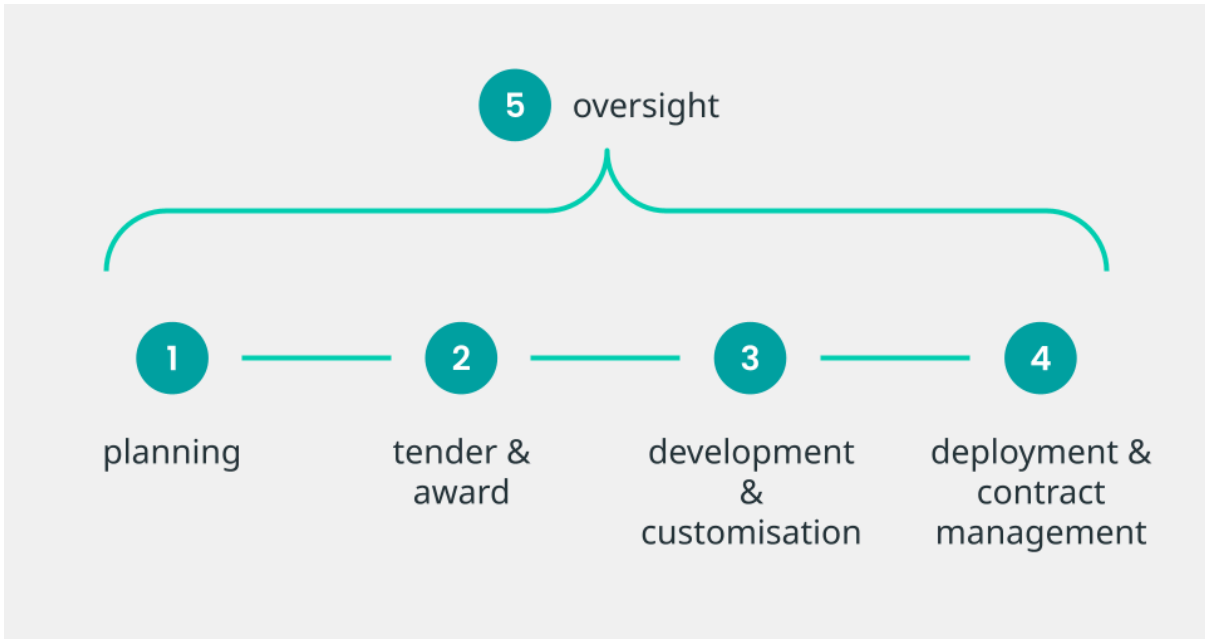 5 oversight
1
2
3
4
planning
tender &
award
development
&
customisation
deployment &
contract
management